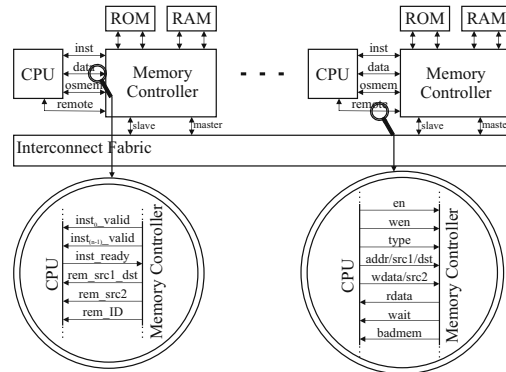 ROM RAM ROM RAM
inst inst
CPU data Memory Controller CPU data Memory Controller
osmem osmem
remote remote
slave master slave master
Interconnect Fabric
CPU
inst0_valid
inst(n-1)_valid
inst_ready
rem_src1_dst
rem_src2
rem_ID
Memory Controller
CPU
en
wen
type
addr/src1/dst
wdata/src2
rdata
wait
badmem
Memory Controller